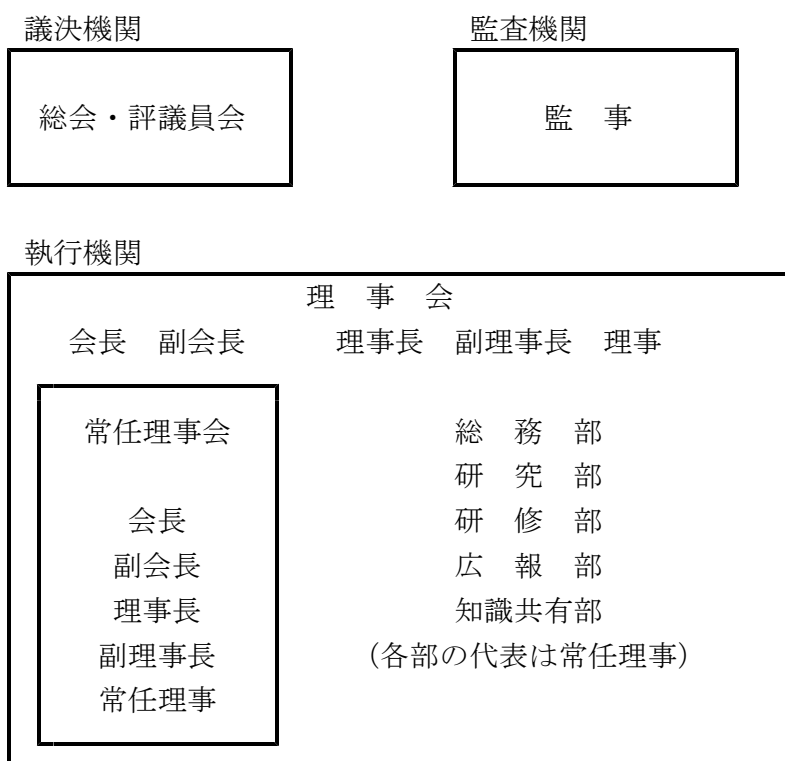 議決機関
総会・評議員会
監査機関
監　事
執行機関
理　事　会
会長　副会長　　　理事長　副理事長　理事
常任理事会
会長
副会長
理事長
副理事長
常任理事
総　務　部
研　究　部
研　修　部
広　報　部
知識共有部
（各部の代表は常任理事）